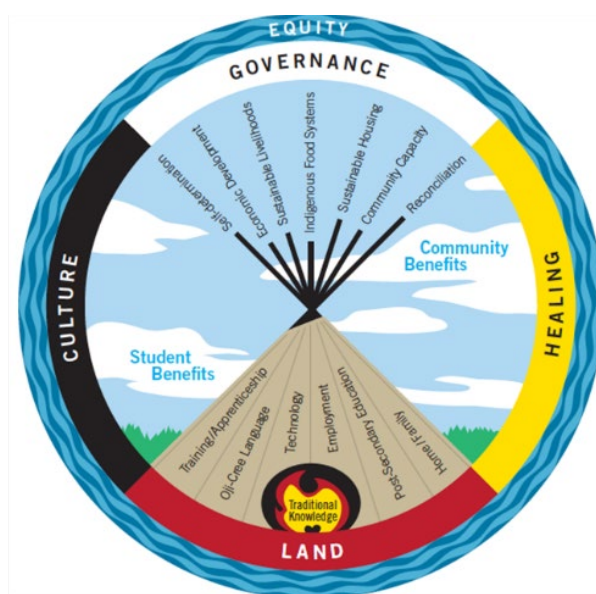 EQUITY
GOVERNANCE
Self-determination
Economic Development
Sustainable Livelihoods
Indigenous Food Systems
Sustainable Housing
Community Capacity
Reconciliation
CULTURE
HEALING
Community
Benefits
Student
Benefits
Training/Apprenticeship
Oji-Cree Language
Technology
Employment
Post-Secondary Education
Home/Family
Traditional
Knowledge
LAND